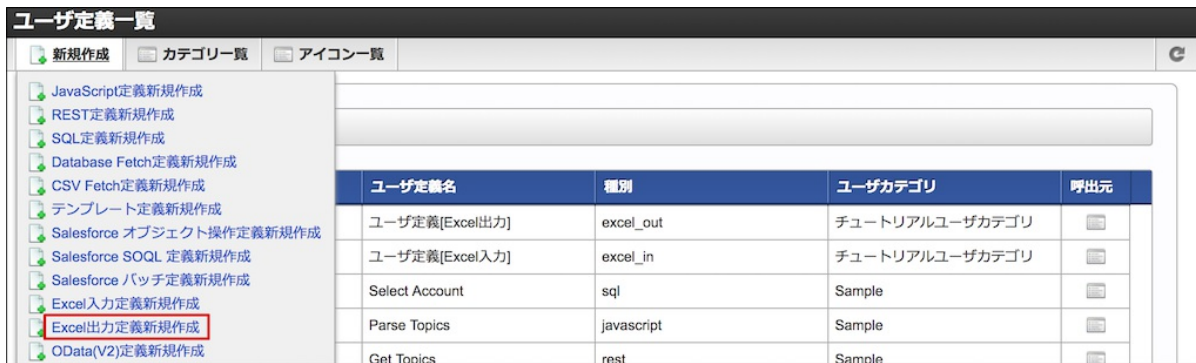 ユーザ定義一覧
新規作成 カテゴリ一覧 アイコン一覧
JavaScript定義新規作成
REST定義新規作成
SQL定義新規作成
Database Fetch定義新規作成
CSV Fetch定義新規作成
テンプレート定義新規作成
Salesforce オブジェクト操作定義新規作成
Salesforce SOQL 定義新規作成
Salesforce バッチ定義新規作成
Excel入力定義新規作成
Excel出力定義新規作成
OData(V2)定義新規作成
ユーザ定義名 種別 ユーザカテゴリ 呼出元
ユーザ定義[Excel出力] excel_out チュートリアルユーザカテゴリ
ユーザ定義[Excel入力] excel_in チュートリアルユーザカテゴリ
Select Account sql Sample
Parse Topics javascript Sample
Get Topics rest Sample